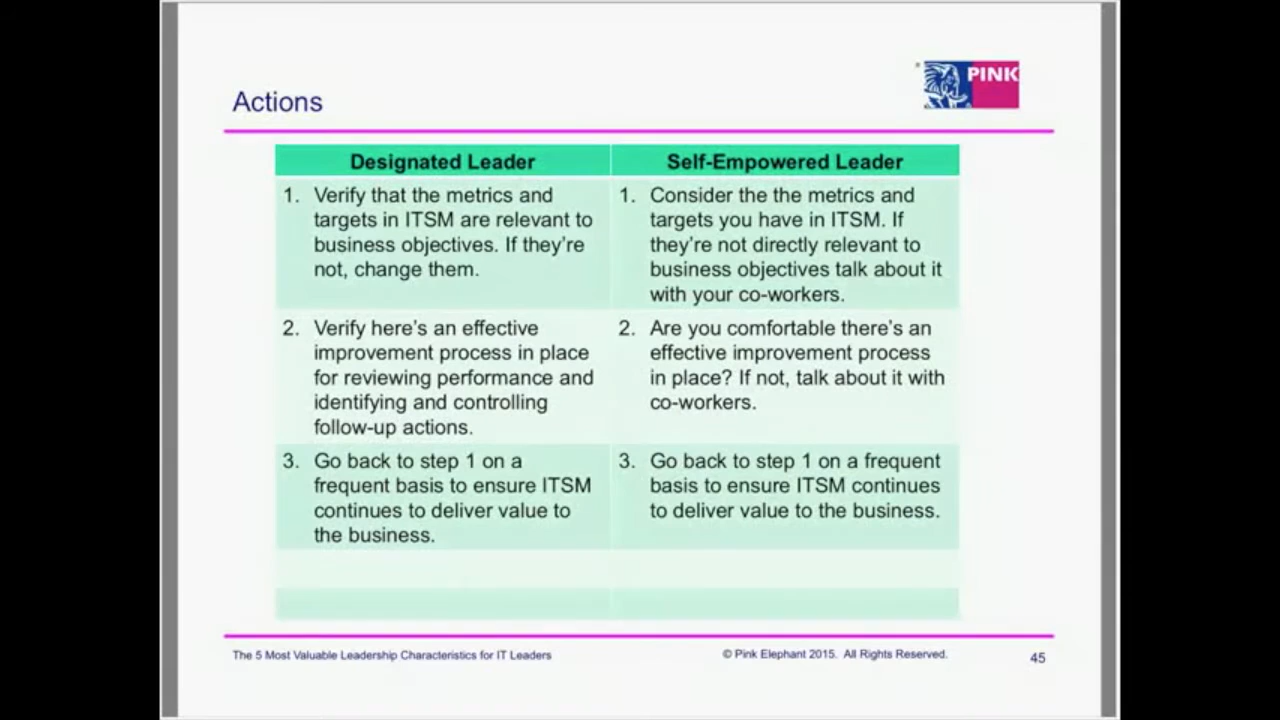 PINK
Actions
Designated Leader
Self-Empowered Leader
1. Verify that the metrics and
targets in ITSM are relevant to
business objectives. If they're
not, change them.
1. Consider the the metrics and
targets you have in ITSM. If
they're not directly relevant to
business objectives talk about it
with your co-workers.
2. Verify here's an effective
improvement process in place
for reviewing performance and
identifying and controlling
follow-up actions.
2. Are you comfortable there's an
effective improvement process
in place? If not, talk about it with
co-workers.
3. Go back to step 1 on a
frequent basis to ensure ITSM
continues to deliver value to
the business.
3. Go back to step 1 on a frequent
basis to ensure ITSM continues
to deliver value to the business.
The 5 Most Valuable Leadership Characteristics for IT Leaders
© Pink Elephant 2015. All Rights Reserved.
45